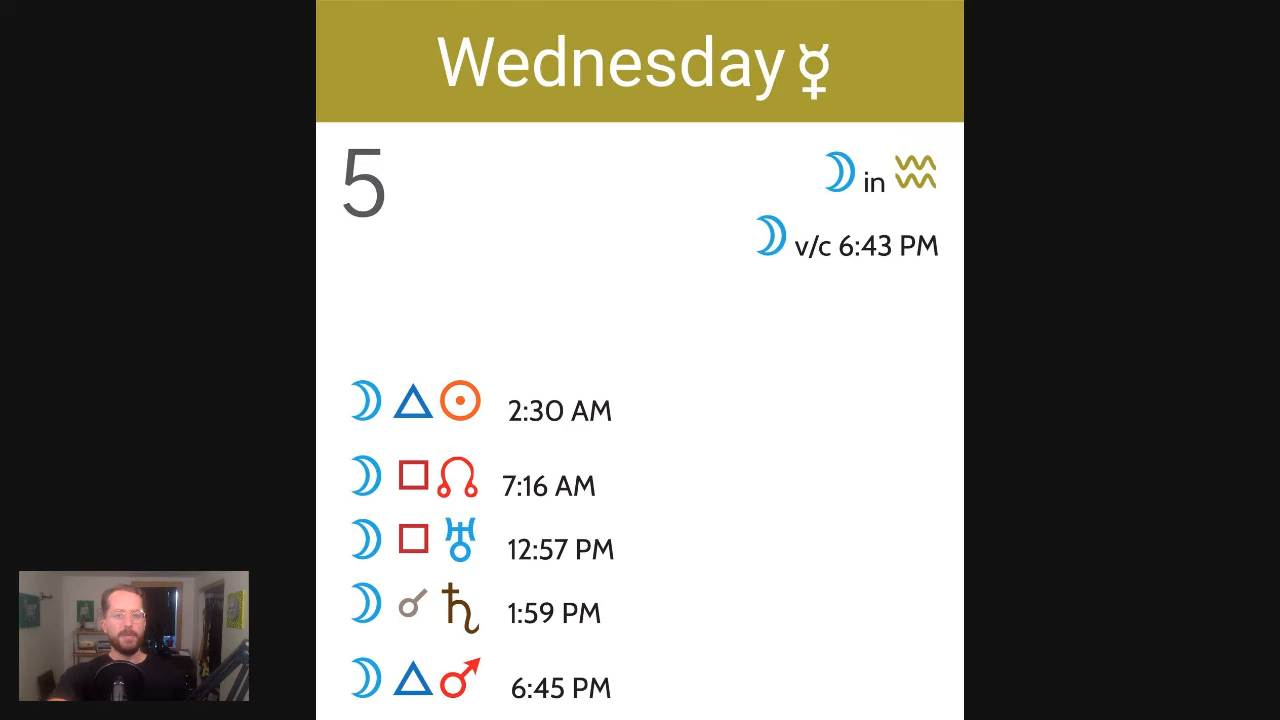 Wednesday ☿
5
☽ in ♒
☽ v/c 6:43 PM
☽ △ ☉ 2:30 AM
☽ □ ☊ 7:16 AM
☽ □ ♅ 12:57 PM
☽ ☌ ♄ 1:59 PM
☽ △ ♂ 6:45 PM